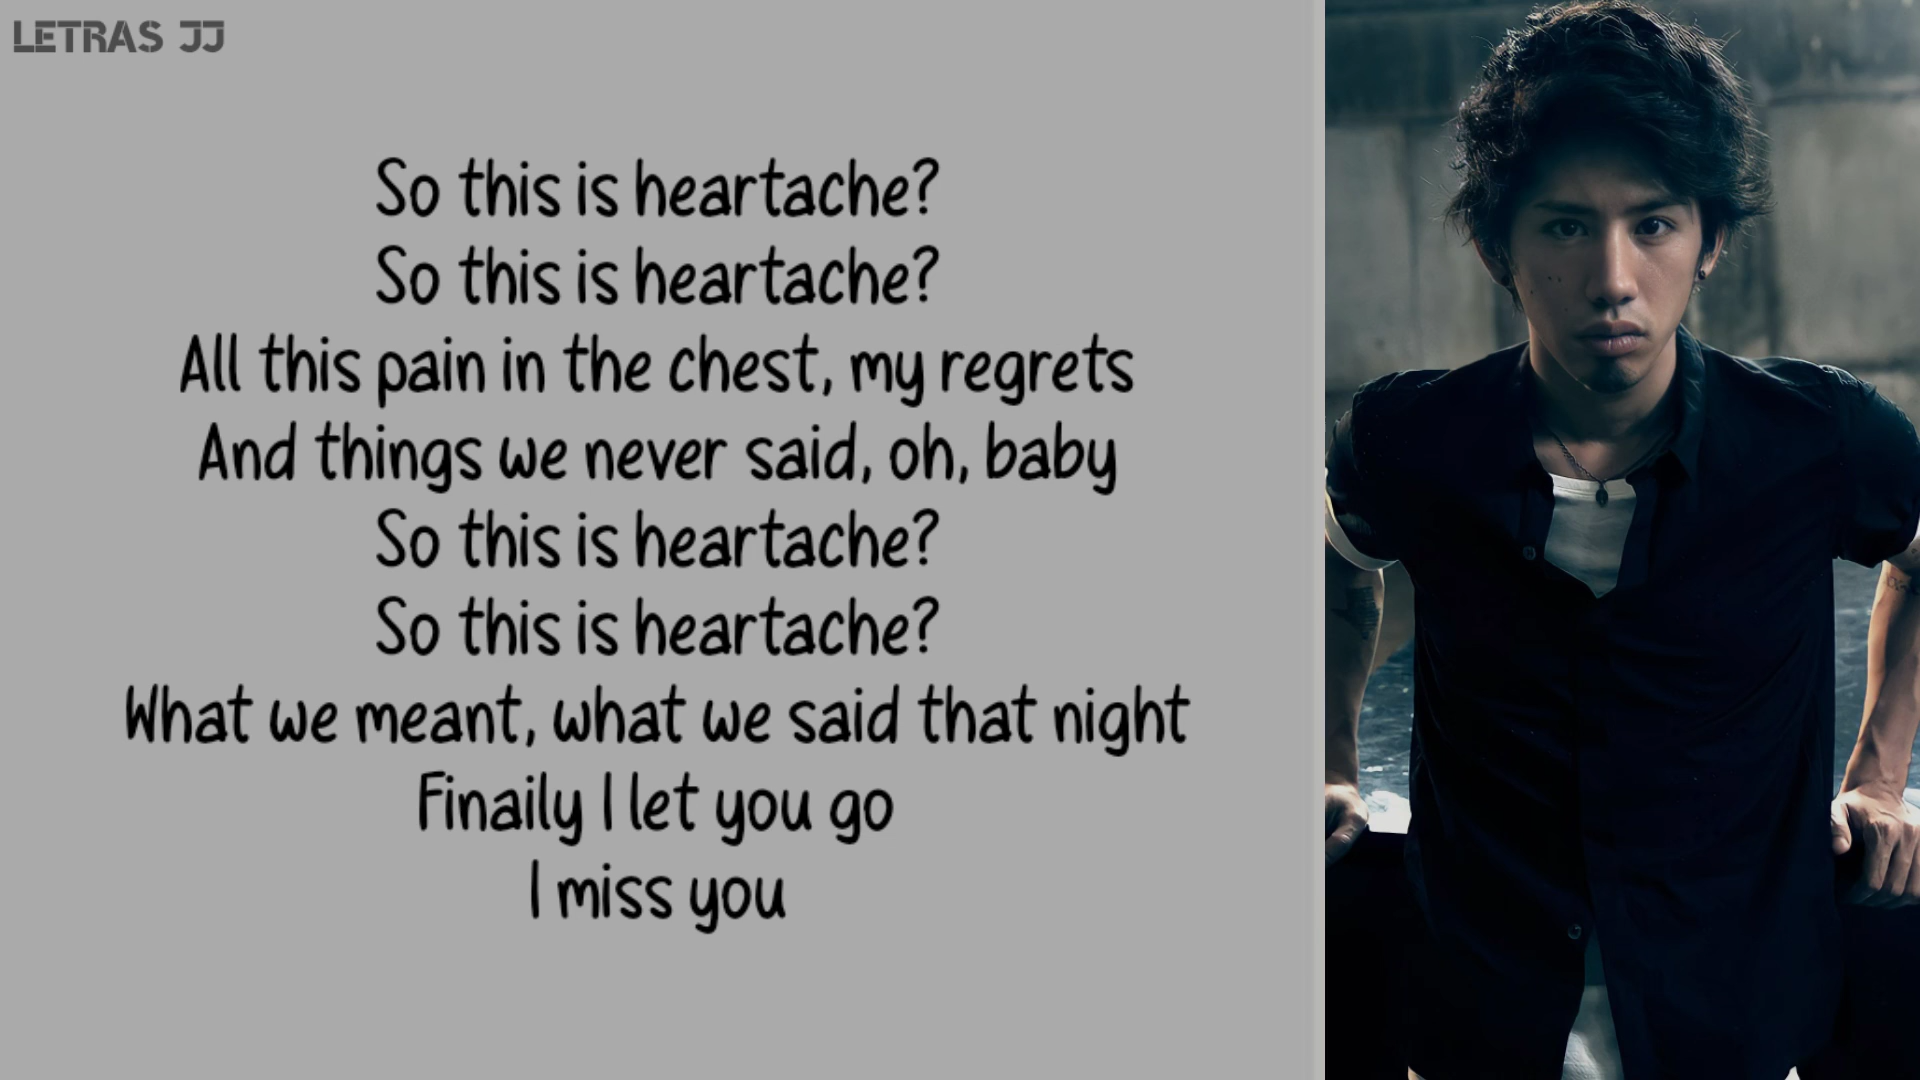 LETRAS JJ
So this is heartache?
So this is heartache?
All this pain in the chest, my regrets
And things we never said, oh, baby
So this is heartache?
So this is heartache?
What we meant, what we said that night
Finaily I let you go
I miss you